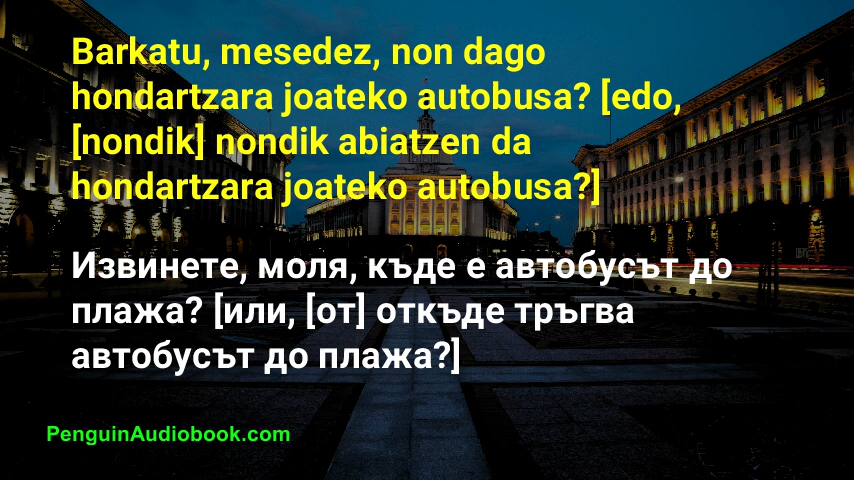 Barkatu, mesedez, non dago
hondartzara joateko autobusa? [edo,
[nondik] nondik abiatzen da
hondartzara joateko autobusa?]
Извинете, моля, къде е автобусът до
плажа? [или, [от] откъде тръгва
автобусът до плажа?]
PenguinAudiobook.com